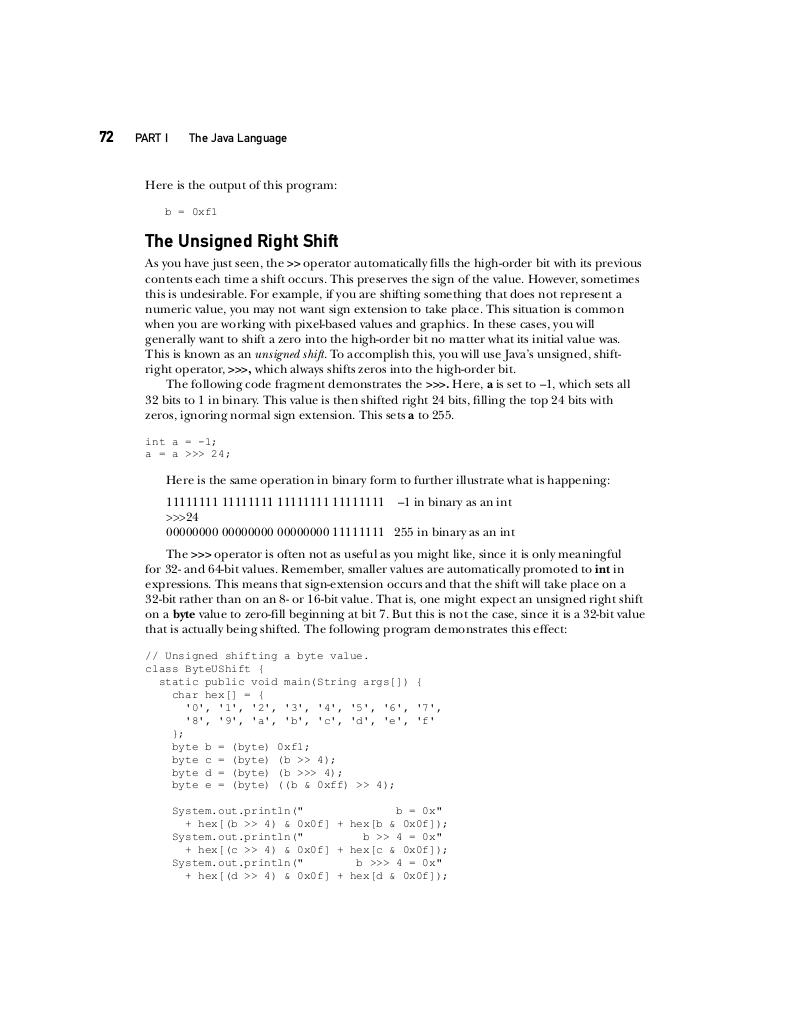 72 PART I The Java Language
Here is the output of this program:
b = 0xf1
The Unsigned Right Shift
As you have just seen, the >> operator automatically fills the high-order bit with its previous
contents each time a shift occurs. This preserves the sign of the value. However, sometimes
this is undesirable. For example, if you are shifting something that does not represent a
numeric value, you may not want sign extension to take place. This situation is common
when you are working with pixel-based values and graphics. In these cases, you will
generally want to shift a zero into the high-order bit no matter what its initial value was.
This is known as an unsigned shift. To accomplish this, you will use Java's unsigned, shift-
right operator, >>>, which always shifts zeros into the high-order bit.
The following code fragment demonstrates the >>>. Here, a is set to –1, which sets all
32 bits to 1 in binary. This value is then shifted right 24 bits, filling the top 24 bits with
zeros, ignoring normal sign extension. This sets a to 255.
int a = -1;
a = a >>> 24;
Here is the same operation in binary form to further illustrate what is happening:
11111111 11111111 11111111 11111111 –1 in binary as an int
>>>24
00000000 00000000 00000000 11111111 255 in binary as an int
The >>> operator is often not as useful as you might like, since it is only meaningful
for 32- and 64-bit values. Remember, smaller values are automatically promoted to int in
expressions. This means that sign-extension occurs and that the shift will take place on a
32-bit rather than on an 8- or 16-bit value. That is, one might expect an unsigned right shift
on a byte value to zero-fill beginning at bit 7. But this is not the case, since it is a 32-bit value
that is actually being shifted. The following program demonstrates this effect:
// Unsigned shifting a byte value.
class ByteUShift {
  static public void main(String args[]) {
    char hex[] = {
      '0', '1', '2', '3', '4', '5', '6', '7',
      '8', '9', 'a', 'b', 'c', 'd', 'e', 'f'
    };
    byte b = (byte) 0xf1;
    byte c = (byte) (b >> 4);
    byte d = (byte) (b >>> 4);
    byte e = (byte) ((b & 0xff) >> 4);
    System.out.println("              b = 0x"
      + hex[(b >> 4) & 0x0f] + hex[b & 0x0f]);
    System.out.println("         b >> 4 = 0x"
      + hex[(c >> 4) & 0x0f] + hex[c & 0x0f]);
    System.out.println("        b >>> 4 = 0x"
      + hex[(d >> 4) & 0x0f] + hex[d & 0x0f]);